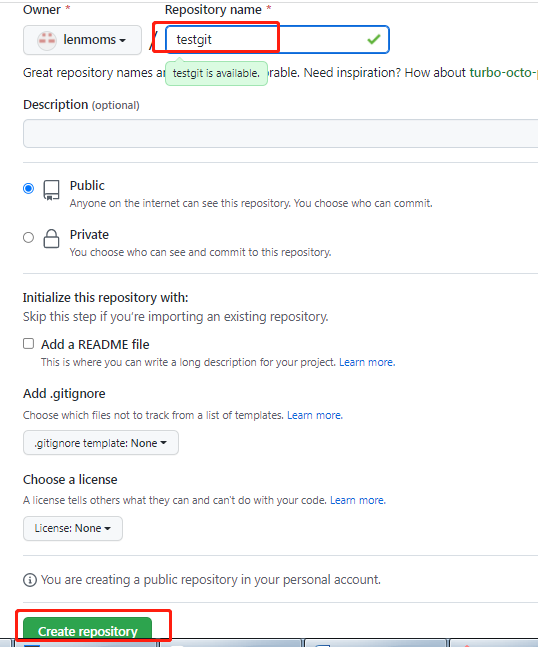 Owner * Repository name *
lenmoms / testgit
Great repository names a testgit is available. rable. Need inspiration? How about turbo-octo-
Description (optional)
Public
Anyone on the internet can see this repository. You choose who can commit.
Private
You choose who can see and commit to this repository.
Initialize this repository with:
Skip this step if you're importing an existing repository.
Add a README file
This is where you can write a long description for your project. Learn more.
Add .gitignore
Choose which files not to track from a list of templates. Learn more.
.gitignore template: None
Choose a license
A license tells others what they can and can't do with your code. Learn more.
License: None
You are creating a public repository in your personal account.
Create repository